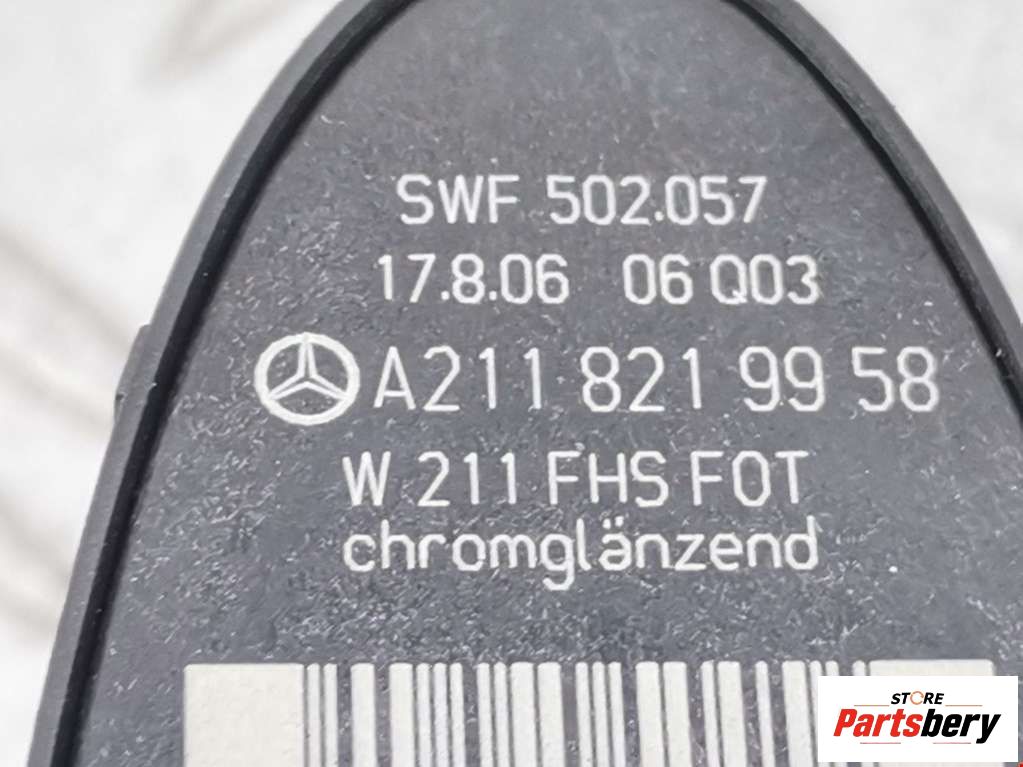 SWF 502.057
17.8.06 06 Q03
A211 821 99 58
W 211 FHS FOT
chromglänzend
STORE
Partsbery